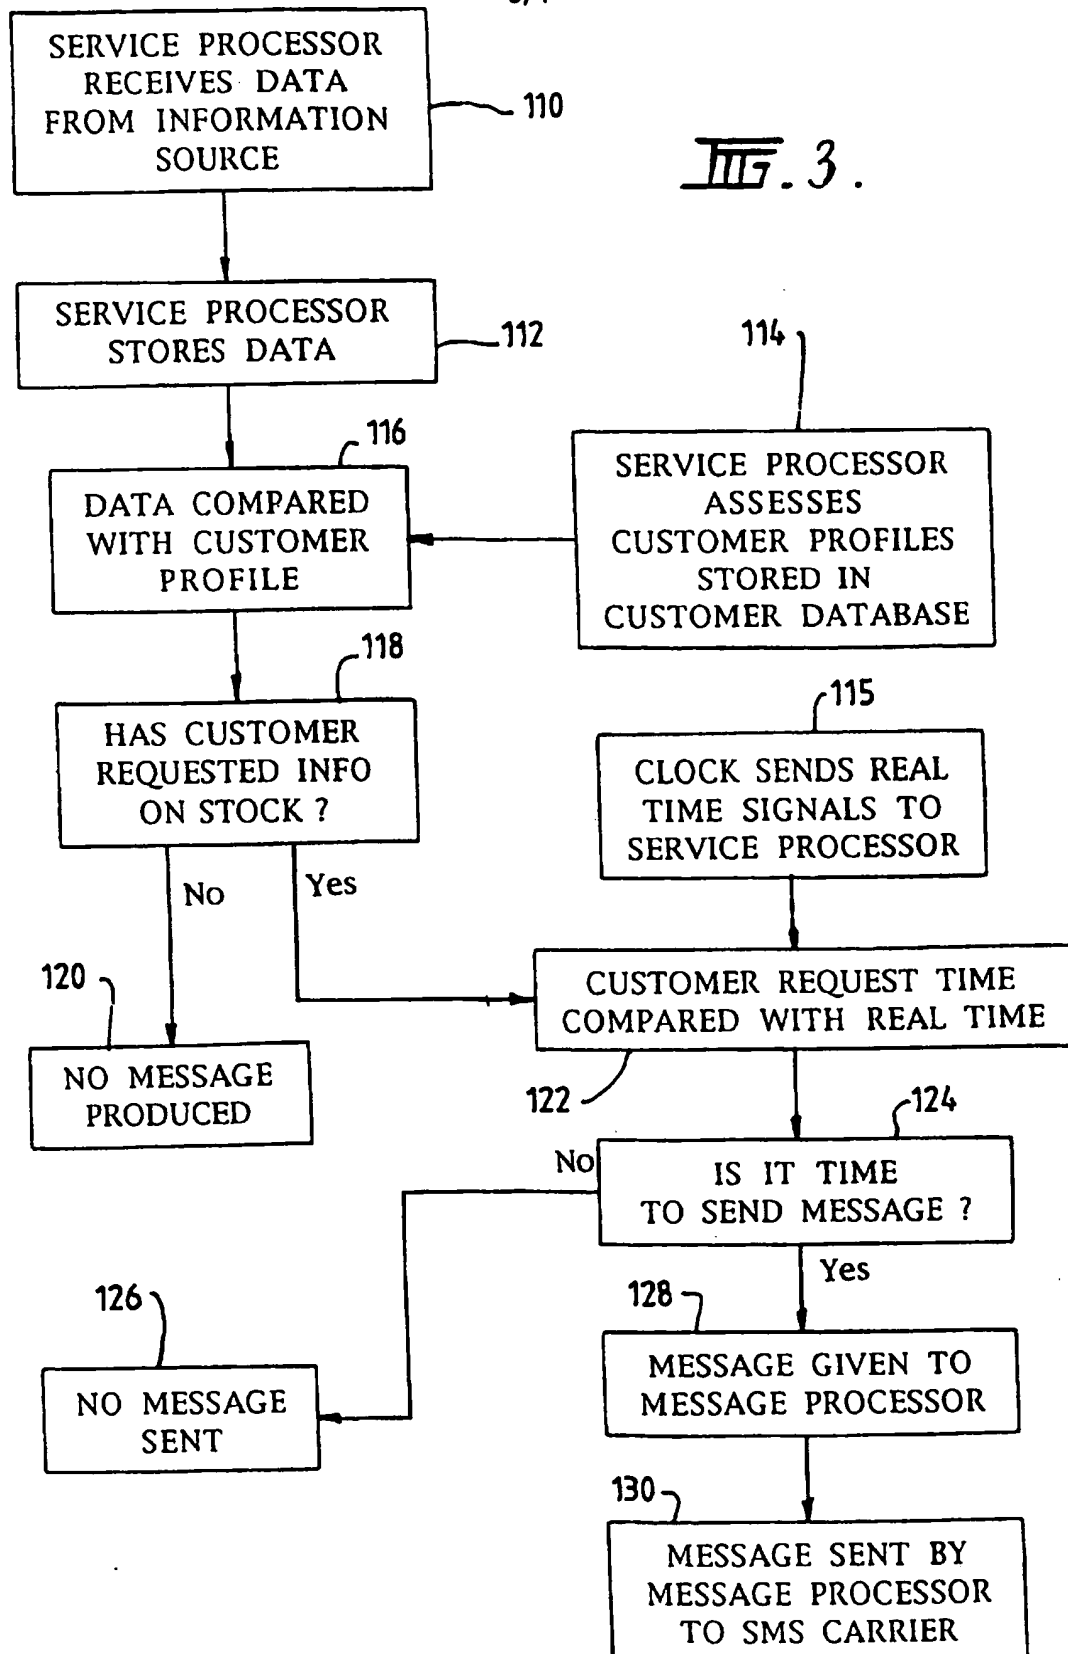 SERVICE PROCESSOR
RECEIVES DATA
FROM INFORMATION
SOURCE
110
FIG. 3.
SERVICE PROCESSOR
STORES DATA
112
114
116
DATA COMPARED
WITH CUSTOMER
PROFILE
SERVICE PROCESSOR
ASSESSES
CUSTOMER PROFILES
STORED IN
CUSTOMER DATABASE
118
HAS CUSTOMER
REQUESTED INFO
ON STOCK ?
115
CLOCK SENDS REAL
TIME SIGNALS TO
SERVICE PROCESSOR
No
Yes
120
NO MESSAGE
PRODUCED
CUSTOMER REQUEST TIME
COMPARED WITH REAL TIME
122
124
No
IS IT TIME
TO SEND MESSAGE ?
Yes
126
NO MESSAGE
SENT
128
MESSAGE GIVEN TO
MESSAGE PROCESSOR
130
MESSAGE SENT BY
MESSAGE PROCESSOR
TO SMS CARRIER